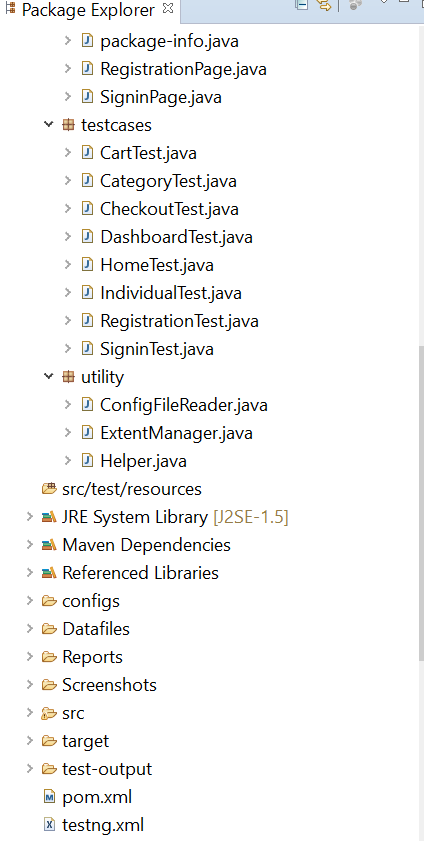 Package Explorer
package-info.java
RegistrationPage.java
SigninPage.java
testcases
CartTest.java
CategoryTest.java
CheckoutTest.java
DashboardTest.java
HomeTest.java
IndividualTest.java
RegistrationTest.java
SigninTest.java
utility
ConfigFileReader.java
ExtentManager.java
Helper.java
src/test/resources
JRE System Library [J2SE-1.5]
Maven Dependencies
Referenced Libraries
configs
Datafiles
Reports
Screenshots
src
target
test-output
pom.xml
testng.xml